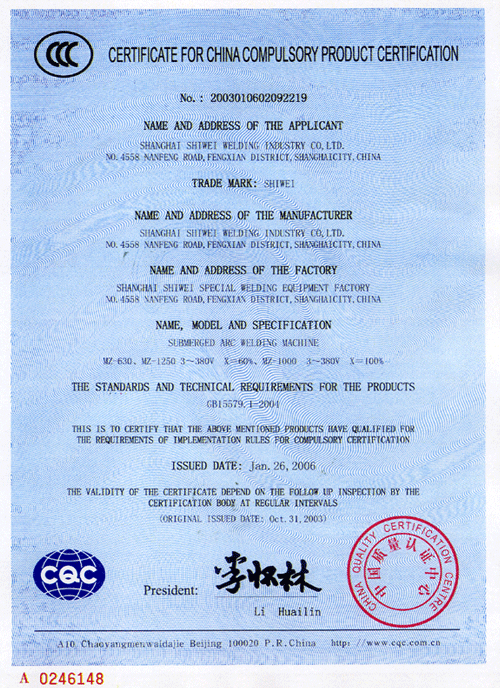 CCC
CERTIFICATE FOR CHINA COMPULSORY PRODUCT CERTIFICATION
No.: 2003010602092219
NAME AND ADDRESS OF THE APPLICANT
SHANGHAI SHIWEI WELDING INDUSTRY CO,LTD.
NO.4558 NANFENG ROAD,FENGXIAN DISTRICT,SHANGHAICITY,CHINA
TRADE MARK: SHIWEI
NAME AND ADDRESS OF THE MANUFACTURER
SHANGHAI SHIWEI WELDING INDUSTRY CO,LTD.
NO.4558 NANFENG ROAD,FENGXIAN DISTRICT,SHANGHAICITY,CHINA
NAME AND ADDRESS OF THE FACTORY
SHANGHAI SHIWEI SPECIAL WELDING EQUIPMENT FACTORY
NO.4558 NANFENG ROAD,FENGXIAN DISTRICT,SHANGHAICITY,CHINA
NAME, MODEL AND SPECIFICATION
SUBMERGED ARC WELDING MACHINE
MZ-630、MZ-1250 3~380V X=60%、MZ-1000 3~380V X=100%
THE STANDARDS AND TECHNICAL REQUIREMENTS FOR THE PRODUCTS
GB15579.1-2004
THIS IS TO CERTIFY THAT THE ABOVE MENTIONED PRODUCTS HAVE QUALIFIED FOR
THE REQUIREMENTS OF IMPLEMENTATION RULES FOR COMPULSORY CERTIFICATION
ISSUED DATE: Jan.26,2006
THE VALIDITY OF THE CERTIFICATE DEPEND ON THE FOLLOW UP INSPECTION BY THE
CERTIFICATION BODY AT REGULAR INTERVALS
(ORIGINAL ISSUED DATE: Oct.31,2003)
CQC
President: 李怀林
Li Huailin
CHINA QUALITY CERTIFICATION CENTRE
中国质量认证中心
A10, Chaoyangmenwaidajie Beijing 100020 P.R.China http://www.cqc.com.cn
A 0246148